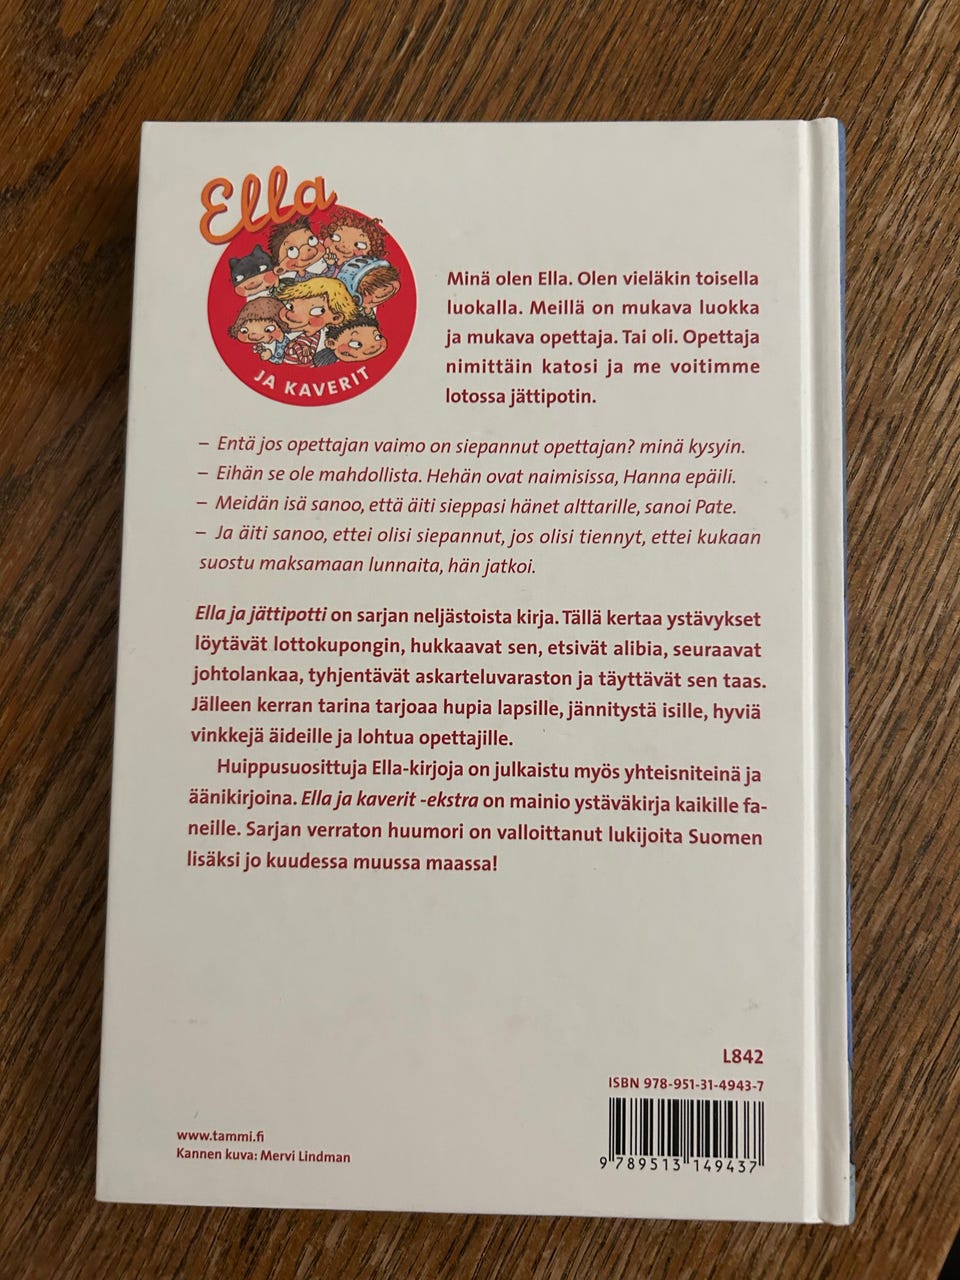 Ella
JA KAVERIT
Minä olen Ella. Olen vieläkin toisella
luokalla. Meillä on mukava luokka
ja mukava opettaja. Tai oli. Opettaja
nimittäin katosi ja me voitimme
lotossa jättipotin.
– Entä jos opettajan vaimo on siepannut opettajan? minä kysyin.
– Eihän se ole mahdollista. Hehän ovat naimisissa, Hanna epäili.
– Meidän isä sanoo, että äiti sieppasi hänet alttarille, sanoi Pate.
– Ja äiti sanoo, ettei olisi siepannut, jos olisi tiennyt, ettei kukaan
suostu maksamaan lunnaita, hän jatkoi.
Ella ja jättipotti on sarjan neljästoista kirja. Tällä kertaa ystävykset
löytävät lottokupongin, hukkaavat sen, etsivät alibia, seuraavat
johtolankaa, tyhjentävät askarteluvaraston ja täyttävät sen taas.
Jälleen kerran tarina tarjoaa hupia lapsille, jännitystä isille, hyviä
vinkkejä äideille ja lohtua opettajille.
Huippusuosittuja Ella-kirjoja on julkaistu myös yhteisniteinä ja
äänikirjoina. Ella ja kaverit -ekstra on mainio ystäväkirja kaikille fa-
neille. Sarjan verraton huumori on valloittanut lukijoita Suomen
lisäksi jo kuudessa muussa maassa!
L842
ISBN 978-951-31-4943-7
9 789513 149437
www.tammi.fi
Kannen kuva: Mervi Lindman